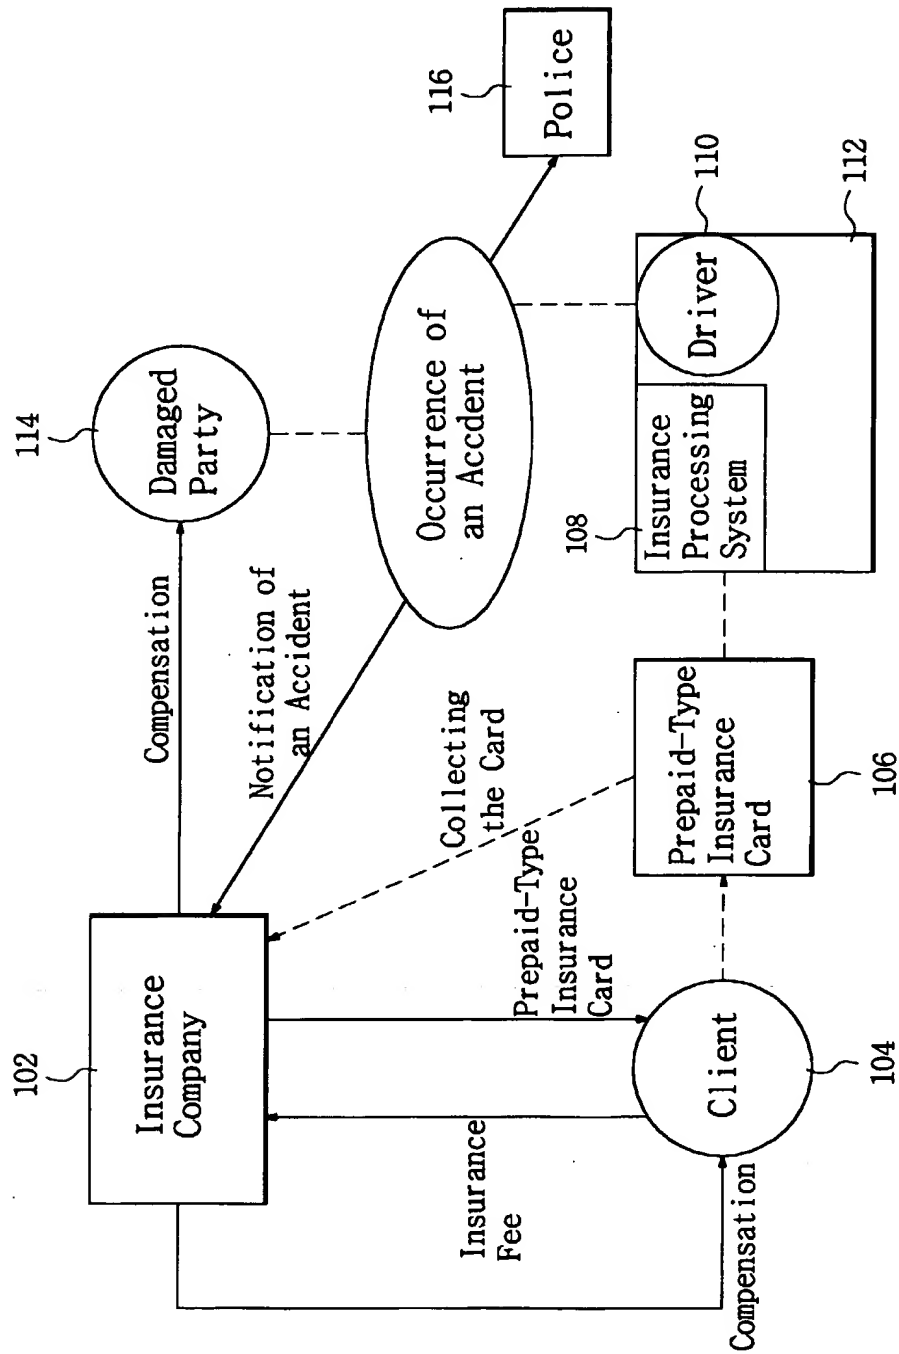 102
Insurance
Company
Compensation
114
Damaged
Party
Notification of
an Accident
Occurrence of
an Accdent
116
Police
Insurance
Fee
Prepaid-Type
Insurance
Card
Collecting
the Card
Compensation
Client
104
Prepaid-Type
Insurance
Card
106
108
Insurance
Processing
System
Driver
110
112